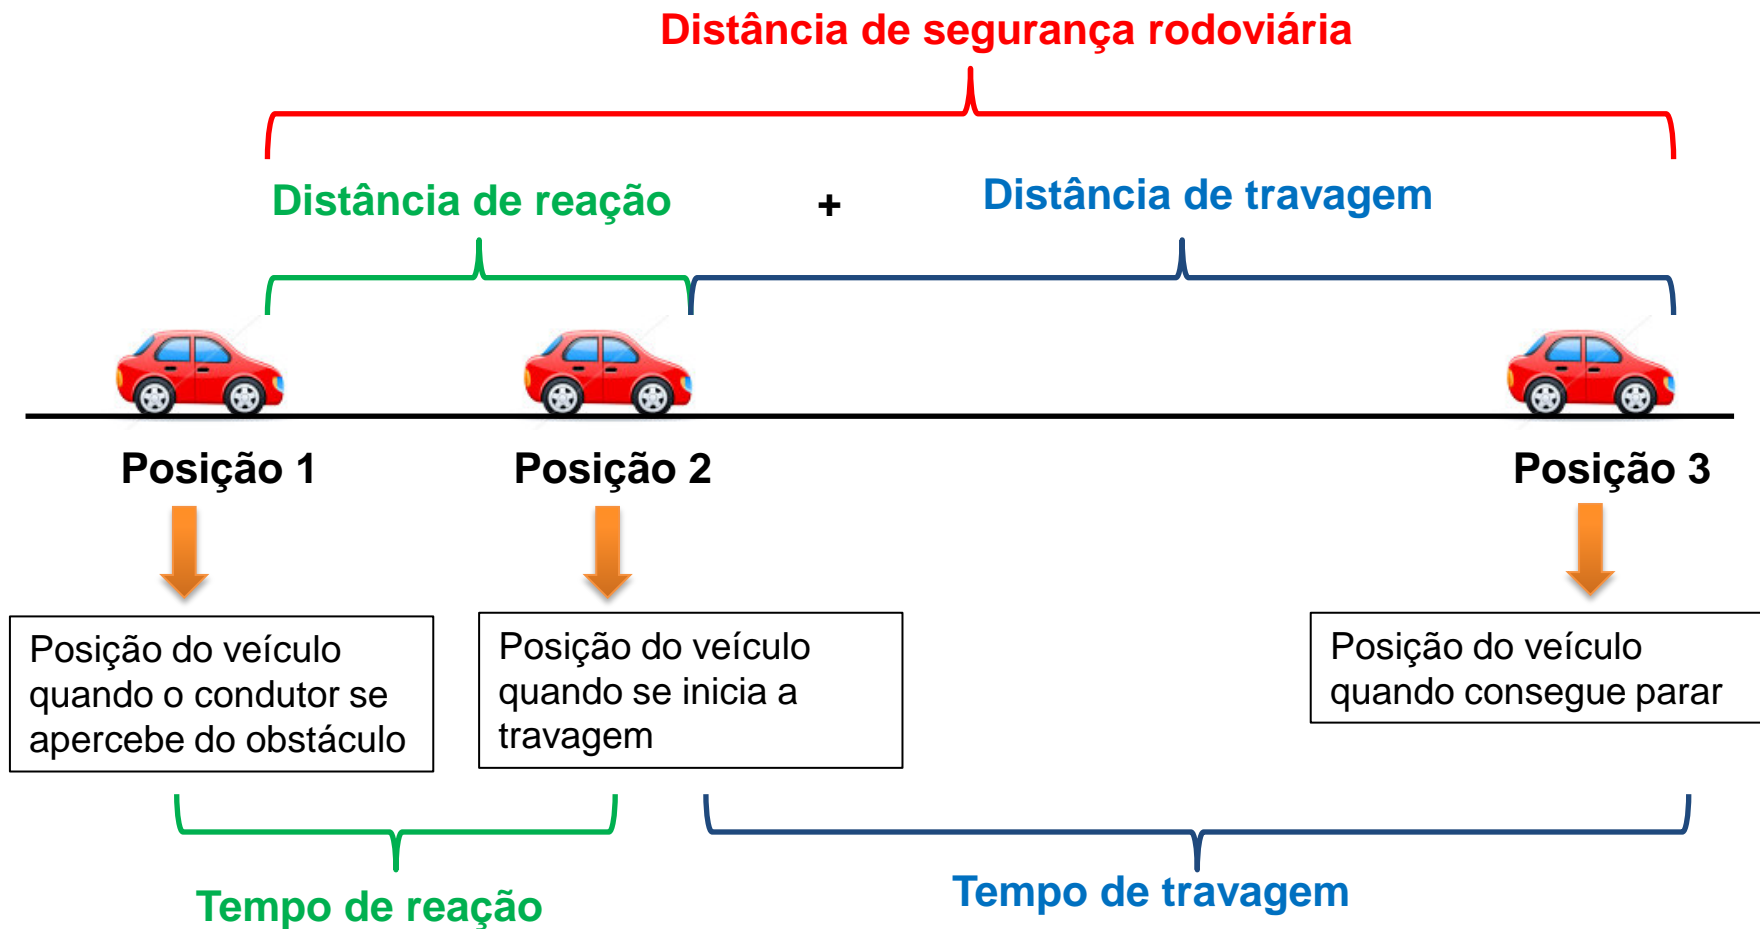 Distância de segurança rodoviária
Distância de reação + Distância de travagem
Posição 1 Posição 2 Posição 3
Posição do veículo
quando o condutor se
apercebe do obstáculo
Posição do veículo
quando se inicia a
travagem
Posição do veículo
quando consegue parar
Tempo de reação Tempo de travagem